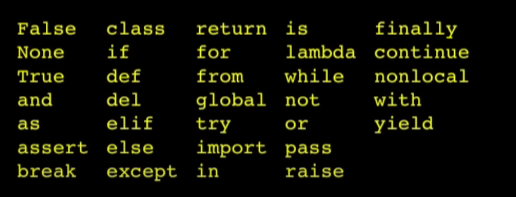 False class return is finally
None if for lambda continue
True def from while nonlocal
and del global not with
as elif try or yield
assert else import pass
break except in raise